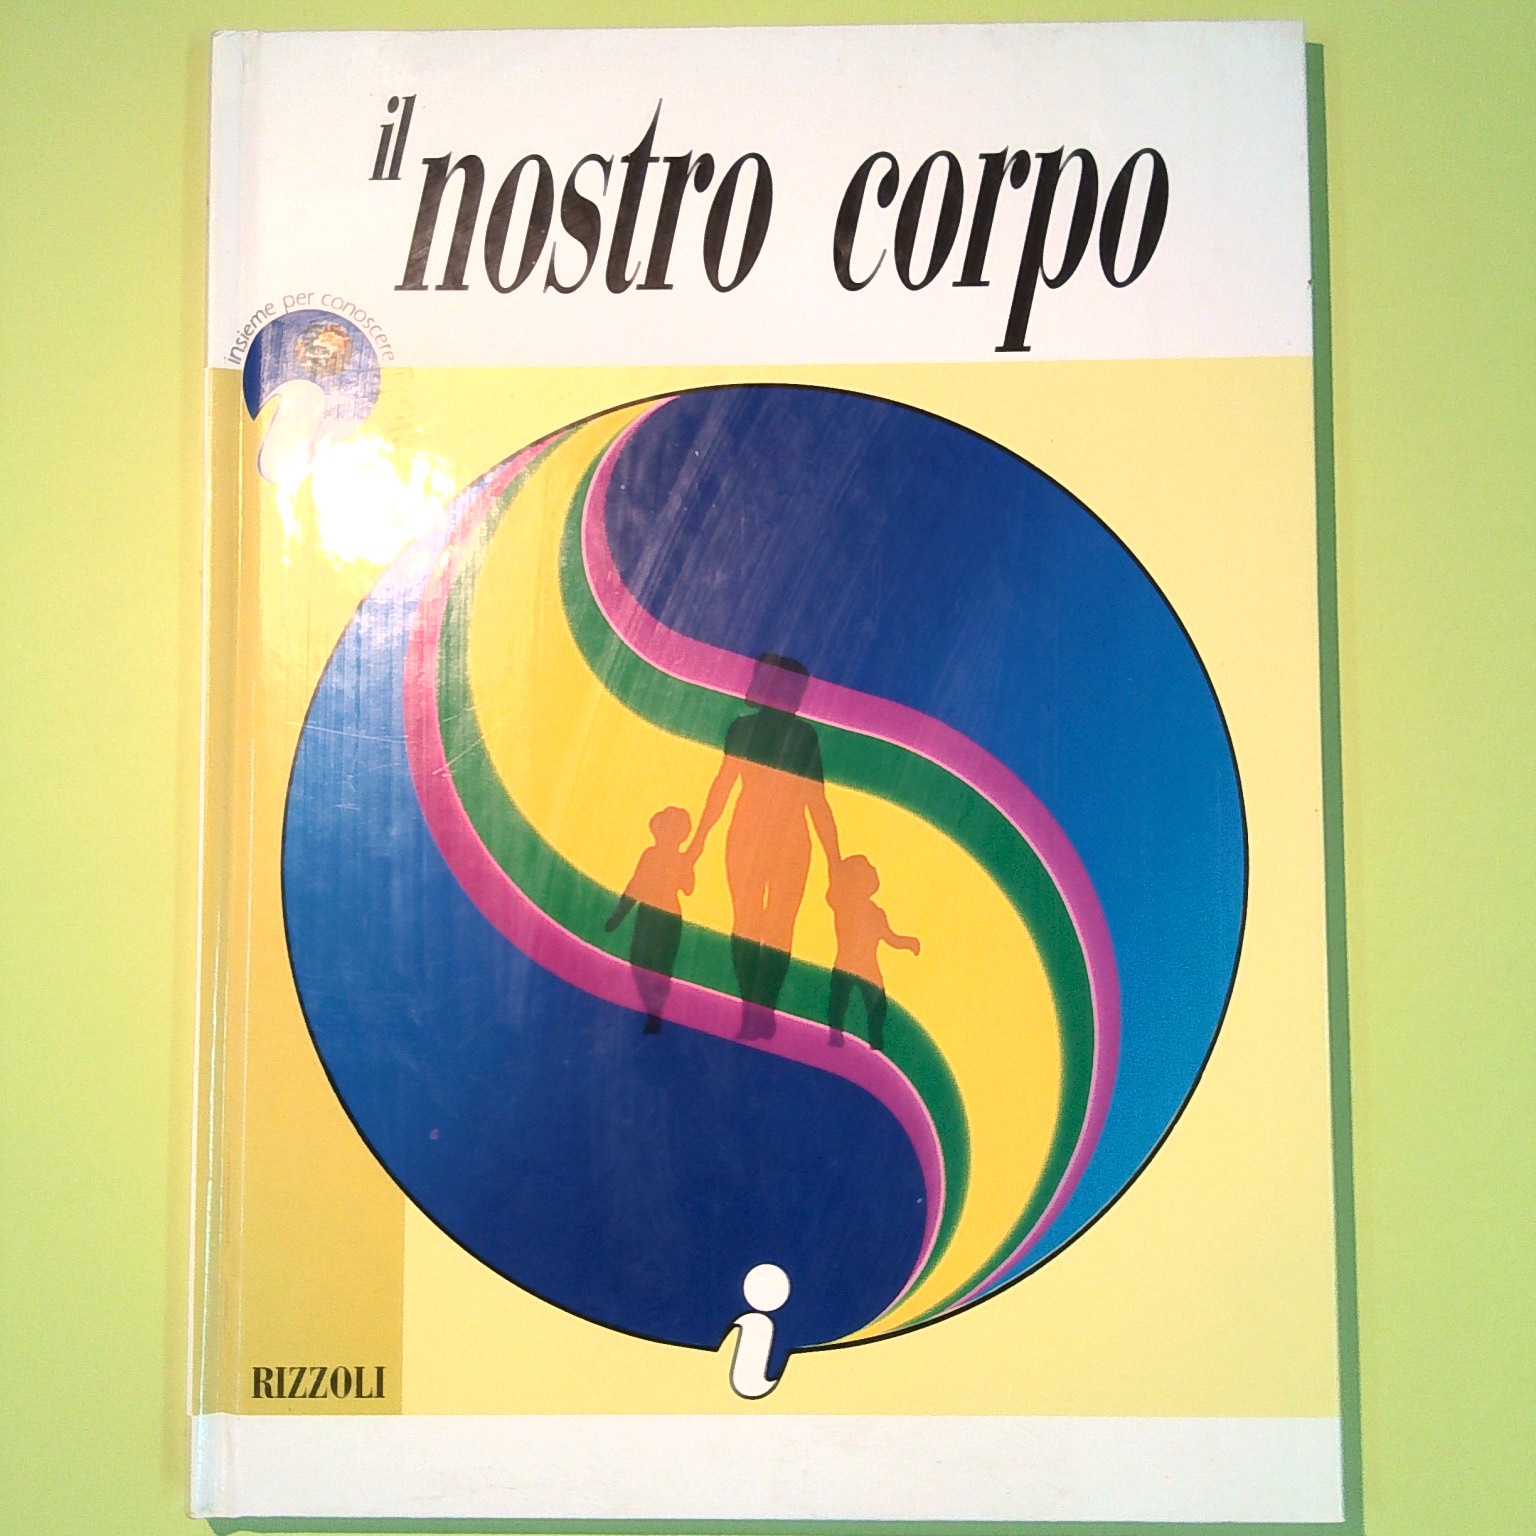 il nostro corpo
insieme per conoscere
i
RIZZOLI